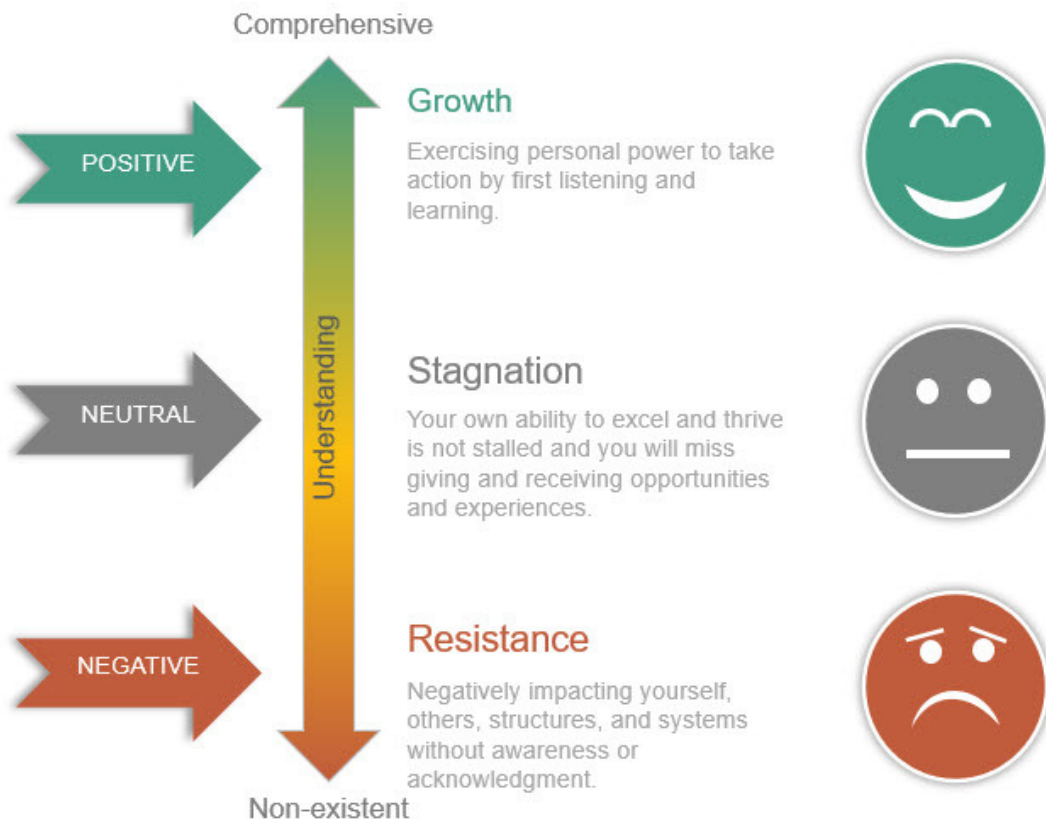 Comprehensive
POSITIVE
Growth
Exercising personal power to take
action by first listening and
learning.
Understanding
NEUTRAL
Stagnation
Your own ability to excel and thrive
is not stalled and you will miss
giving and receiving opportunities
and experiences.
NEGATIVE
Resistance
Negatively impacting yourself,
others, structures, and systems
without awareness or
acknowledgment.
Non-existent